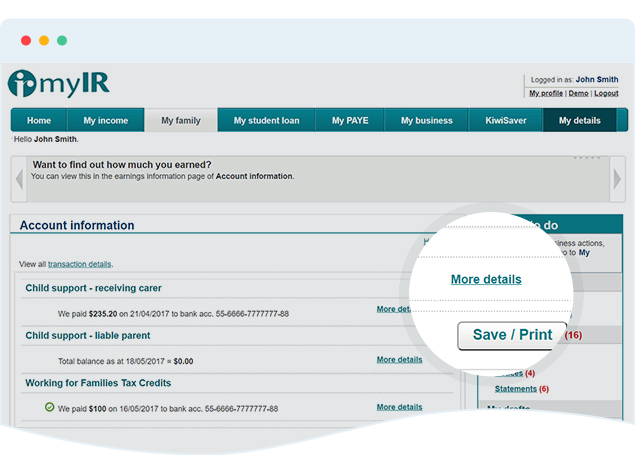 myIR
Logged in as: John Smith
My profile | Demo | Logout
Home My income My family My student loan My PAYE My business KiwiSaver My details
Hello John Smith.
Want to find out how much you earned?
You can view this in the earnings information page of Account information.
Account information
do
iness actions,
to My
View all transaction details.
More details
Child support - receiving carer
We paid $235.20 on 21/04/2017 to bank acc. 55-6666-7777777-88
More deta
Save / Print
(16)
Child support - liable parent
Total balance as at 18/05/2017 = $0.00
More details
(4)
Statements (6)
Working for Families Tax Credits
We paid $100 on 16/05/2017 to bank acc. 55-6666-7777777-88
More details
My drafts